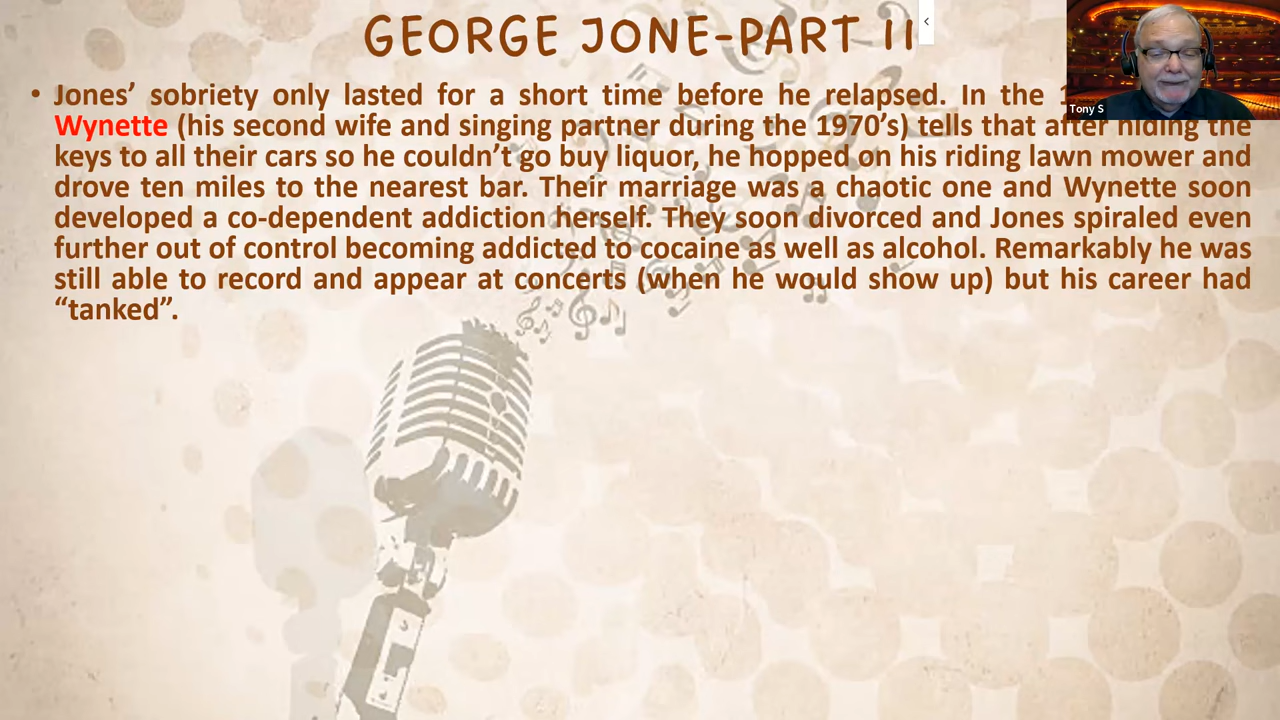 GEORGE JONE-PART II
<
Tony S
• Jones’ sobriety only lasted for a short time before he relapsed. In the
Wynette (his second wife and singing partner during the 1970’s) tells that after hiding the
keys to all their cars so he couldn’t go buy liquor, he hopped on his riding lawn mower and
drove ten miles to the nearest bar. Their marriage was a chaotic one and Wynette soon
developed a co-dependent addiction herself. They soon divorced and Jones spiraled even
further out of control becoming addicted to cocaine as well as alcohol. Remarkably he was
still able to record and appear at concerts (when he would show up) but his career had
“tanked”.